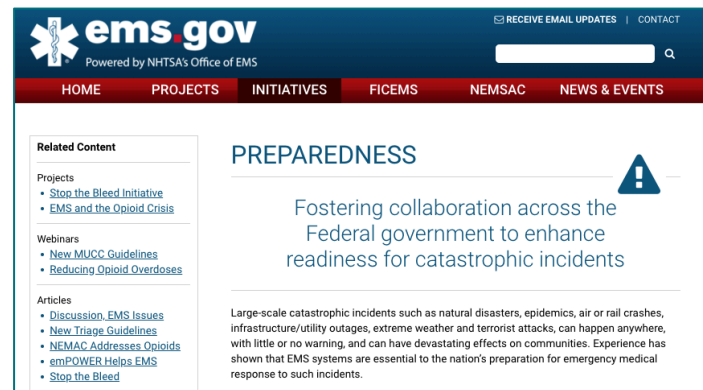 RECEIVE EMAIL UPDATES | CONTACT
ems.gov
Powered by NHTSA's Office of EMS
HOME PROJECTS INITIATIVES FICEMS NEMSAC NEWS & EVENTS
Related Content
Projects
• Stop the Bleed Initiative
• EMS and the Opioid Crisis
Webinars
• New MUCC Guidelines
• Reducing Opioid Overdoses
Articles
• Discussion, EMS Issues
• New Triage Guidelines
• NEMAC Addresses Opioids
• emPOWER Helps EMS
• Stop the Bleed
PREPAREDNESS
Fostering collaboration across the
Federal government to enhance
readiness for catastrophic incidents
Large-scale catastrophic incidents such as natural disasters, epidemics, air or rail crashes,
infrastructure/utility outages, extreme weather and terrorist attacks, can happen anywhere,
with little or no warning, and can have devastating effects on communities. Experience has
shown that EMS systems are essential to the nation's preparation for emergency medical
response to such incidents.